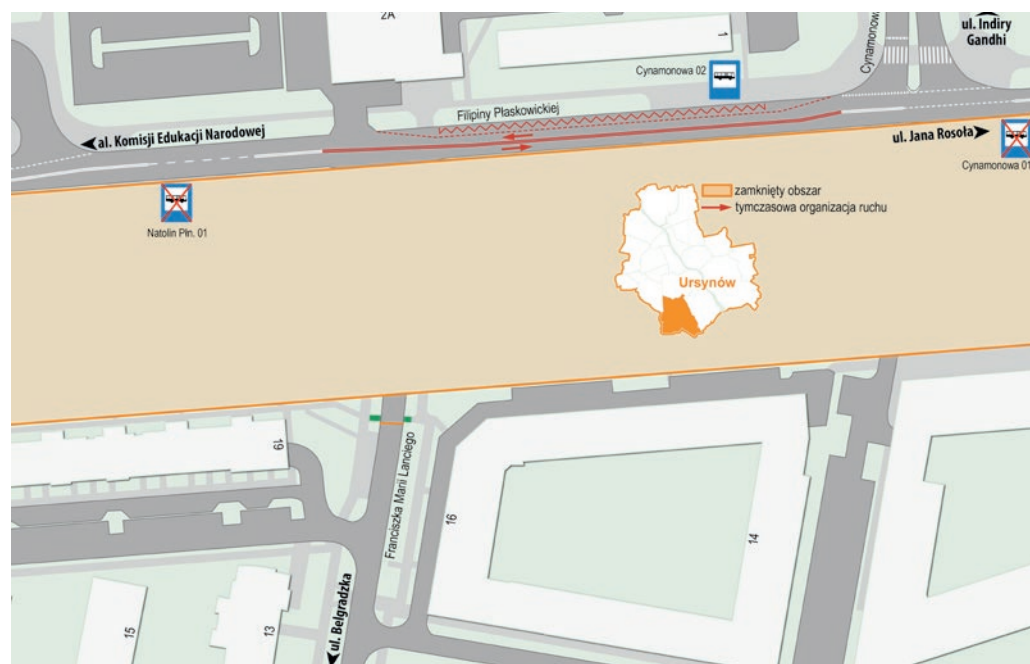 2A
1
Cynamonowa
ul. Indiry
Gandhi
Cynamonowa 02
Filipiny Płaskowickiej
al. Komisji Edukacji Narodowej
ul. Jana Rosoła
Cynamonowa 01
Natolin Płn. 01
zamknięty obszar
tymczasowa organizacja ruchu
Ursynów
19
Franciszka Marii Lanciego
16
14
ul. Belgradzka
15
13